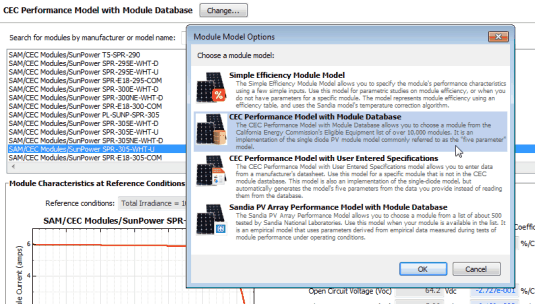 CEC Performance Model with Module Database
Change...
Search for modules by manufacturer or model name:
SAM/CEC Modules/SunPower TS-SPR-290
SAM/CEC Modules/SunPower SPR-295E-WHT-D
SAM/CEC Modules/SunPower SPR-295E-WHT-U
SAM/CEC Modules/SunPower SPR-E18-295-COM
SAM/CEC Modules/SunPower SPR-300E-WHT-D
SAM/CEC Modules/SunPower SPR-300NE-WHT-D
SAM/CEC Modules/SunPower SPR-E18-300-COM
SAM/CEC Modules/SunPower PL-SUNP-SPR-305
SAM/CEC Modules/SunPower SPR-305E-WHT-D
SAM/CEC Modules/SunPower SPR-305E-WHT-U
SAM/CEC Modules/SunPower SPR-305NE-WHT-D
SAM/CEC Modules/SunPower SPR-305-WHT-U
SAM/CEC Modules/SunPower SPR-E18-305-COM
Module Characteristics at Reference Conditions
Reference conditions: Total Irradiance = 10
SAM/CEC Modules/SunPower SPR-
Module Current (amps)
6
4
Module Model Options
Choose a module model:
Simple Efficiency Module Model
The Simple Efficiency Module Model allows you to specify the module's performance characteristics
using a few simple inputs. Use this model for parametric studies on module efficiency, or when you
do not have parameters for a specific module. The model represents module efficiency using an
efficiency table, and uses the Sandia model's temperature correction algorithm.
CEC Performance Model with Module Database
The CEC Performance Model with Module Database allows you to choose a module from the
California Energy Commission's Eligible Equipment list of over 10,000 modules. It is an
implementation of the single diode PV module model commonly referred to as the "five parameter"
model.
CEC Performance Model with User Entered Specifications
The CEC Performance Model with User Entered Specifications model allows you to enter data
from a manufacturer's datasheet. Use this model for a specific module that is not in the CEC
module database. This model is also an implementation of the single-diode model, but
automatically generates the model's five parameters from the data you provide instead of reading
them from the database.
Sandia PV Array Performance Model with Module Database
The Sandia PV Array Performance Model allows you to choose a module from a list of about 500
tested by Sandia National Laboratories. Use this model when your module is available in the list. It
is an empirical model that uses parameters derived from empirical data measured during tests of
module performance under operating conditions.
OK
Cancel
Coeffic
%/C
Open Circuit Voltage (Voc) 64.2 Vdc -2.727e-001 %/C